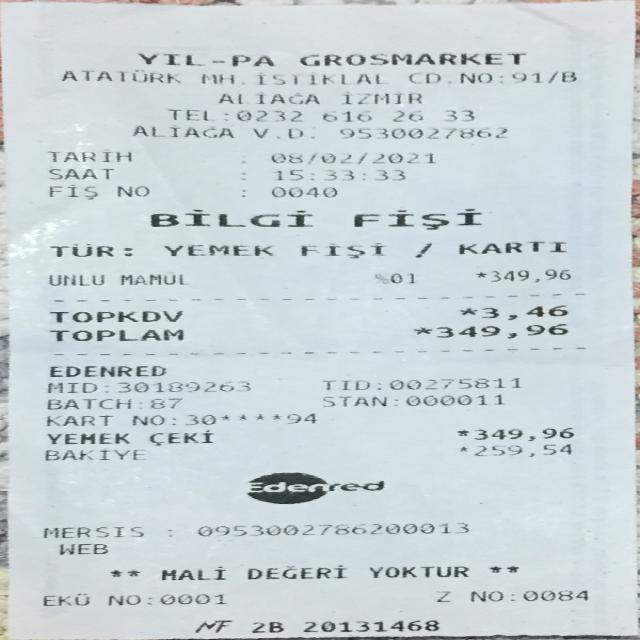 YIL-PA GROSMARKET
ATATÜRK MH.İSTİKLAL CD.NO:91/B
ALİAĞA İZMİR
TEL:0232 616 26 33
ALİAĞA V.D. 9530027862
TARİH : 08/02/2021
SAAT : 15:33:33
FİŞ NO : 0040
BİLGİ FİŞİ
TÜR: YEMEK FİŞİ / KARTI
UNLU MAMÜL %01 *349,96
TOPKDV *3,46
TOPLAM *349,96
EDENRED
MID:30189263 TID:00275811
BATCH:87 STAN:000011
KART NO:30****94
YEMEK ÇEKİ *349,96
BAKİYE *259,54
Edenred
MERSIS : 0953002786200013
WEB
** MALİ DEĞERİ YOKTUR **
EKÜ NO:0001 Z NO:0084
MF 2B 20131468